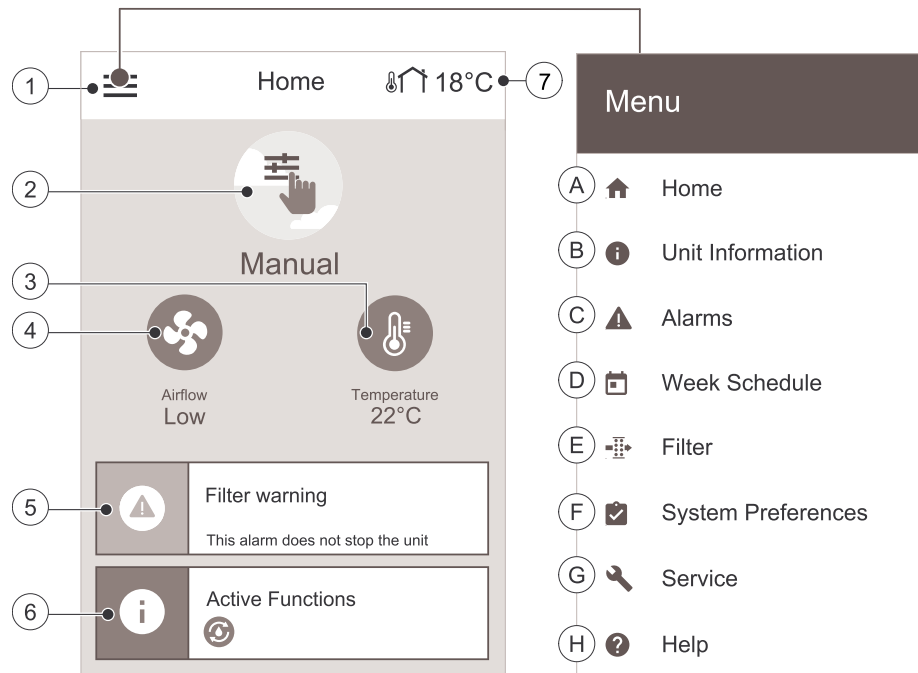 1
Home
18°C
7
2
Manual
3
4
Airflow
Low
Temperature
22°C
5
Filter warning
This alarm does not stop the unit
6
Active Functions
i
Menu
A Home
B Unit Information
C Alarms
D Week Schedule
E Filter
F System Preferences
G Service
H Help